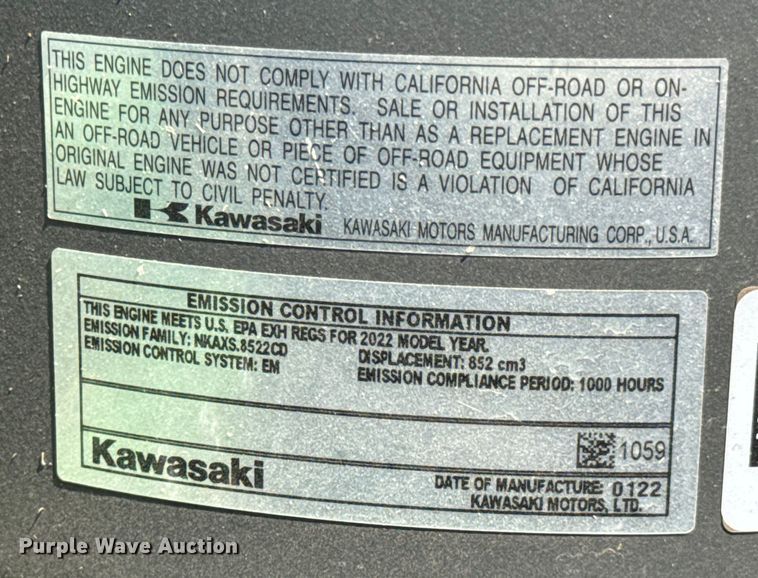 THIS ENGINE DOES NOT COMPLY WITH CALIFORNIA OFF-ROAD OR ON-
HIGHWAY EMISSION REQUIREMENTS. SALE OR INSTALLATION OF THIS
ENGINE FOR ANY PURPOSE OTHER THAN AS A REPLACEMENT ENGINE IN
AN OFF-ROAD VEHICLE OR PIECE OF OFF-ROAD EQUIPMENT WHOSE
ORIGINAL ENGINE WAS NOT CERTIFIED IS A VIOLATION OF CALIFORNIA
LAW SUBJECT TO CIVIL PENALTY.
Kawasaki KAWASAKI MOTORS MANUFACTURING CORP., U.S.A.
EMISSION CONTROL INFORMATION
THIS ENGINE MEETS U.S. EPA EXH REGS FOR 2022 MODEL YEAR.
EMISSION FAMILY: NKAXS.8522CD DISPLACEMENT: 852 cm3
EMISSION CONTROL SYSTEM: EM EMISSION COMPLIANCE PERIOD: 1000 HOURS
1059
Kawasaki DATE OF MANUFACTURE: 0122
KAWASAKI MOTORS, LTD.
Purple Wave Auction